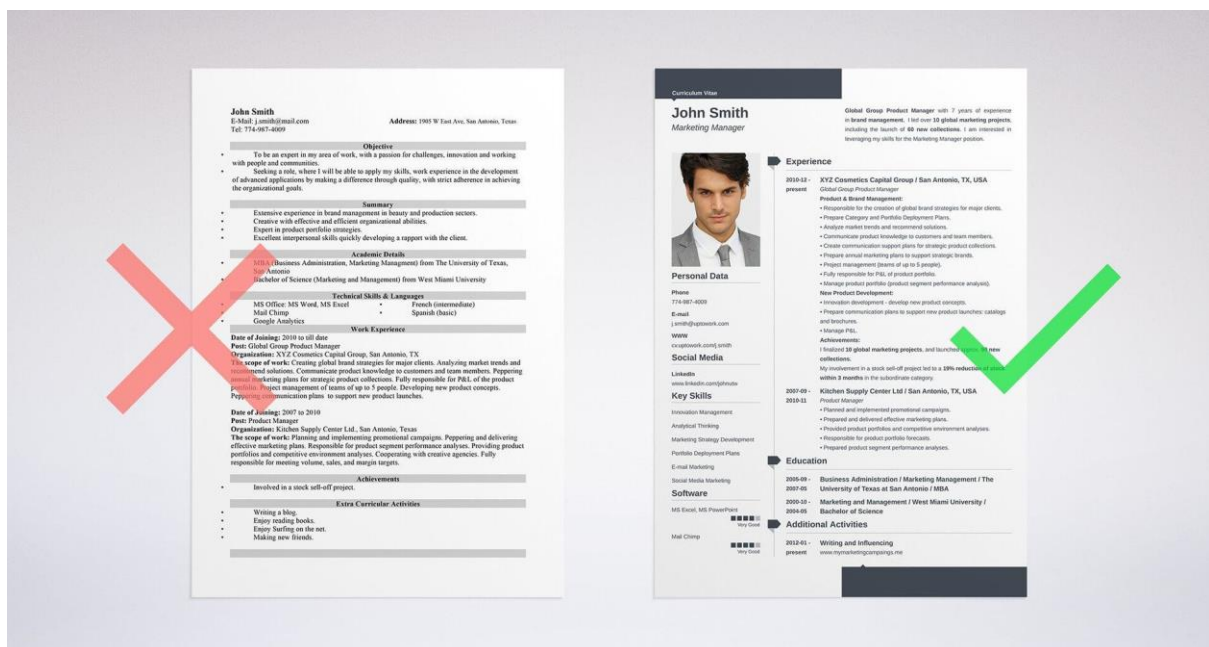 John Smith
E-Mail: j.smith@mail.com
Address: 1905 W East Ave, San Antonio, Texas
Tel: 774-987-4009
Objective
• To be an expert in my area of work, with a passion for challenges, innovation and working
with people and communities.
• Seeking a role, where I will be able to apply my skills, work experience in the development
of advanced applications by making a difference through quality, with strict adherence in achieving
the organizational goals.
Summary
• Extensive experience in brand management in beauty and production sectors.
• Creative with effective and efficient organizational abilities.
• Expert in product portfolio strategies.
• Excellent interpersonal skills quickly developing a rapport with the client.
Academic Details
• MBA (Business Administration, Marketing Managment) from The University of Texas,
San Antonio
• Bachelor of Science (Marketing and Management) from West Miami University
Technical Skills & Languages
• MS Office: MS Word, MS Excel • French (intermediate)
• Mail Chimp • Spanish (basic)
• Google Analytics
Work Experience
Date of Joining: 2010 to till date
Post: Global Group Product Manager
Organization: XYZ Cosmetics Capital Group, San Antonio, TX
The scope of work: Creating global brand strategies for major clients. Analyzing market trends and
recommend solutions. Communicate product knowledge to customers and team members. Peppering
annual marketing plans for strategic product collections. Fully responsible for P&L of the product
portfolio. Project management of teams of up to 5 people. Developing new product concepts.
Peppering communication plans to support new product launches.
Date of Joining: 2007 to 2010
Post: Product Manager
Organization: Kitchen Supply Center Ltd., San Antonio, Texas
The scope of work: Planning and implementing promotional campaigns. Peppering and delivering
effective marketing plans. Responsible for product segment performance analyses. Providing product
portfolios and competitive environment analyses. Cooperating with creative agencies. Fully
responsible for meeting volume, sales, and margin targets.
Achievements
• Involved in a stock sell-off project.
Extra Curricular Activities
• Writing a blog.
• Enjoy reading books.
• Enjoy Surfing on the net.
• Making new friends.
Curriculum Vitae
John Smith
Marketing Manager
Global Group Product Manager with 7 years of experience
in brand management. I led over 10 global marketing projects,
including the launch of 60 new collections. I am interested in
leveraging my skills for the Marketing Manager position.
Personal Data
Phone
774-987-4009
E-mail
j.smith@uptowork.com
WWW
cv.uptowork.com/j.smith
Social Media
LinkedIn
www.linkedin.com/johnutw
Key Skills
Innovation Management
Analytical Thinking
Marketing Strategy Development
Portfolio Deployment Plans
E-mail Marketing
Social Media Marketing
Software
MS Excel, MS PowerPoint
Very Good
Mail Chimp
Very Good
Experience
2010-12 - XYZ Cosmetics Capital Group / San Antonio, TX, USA
present Global Group Product Manager
Product & Brand Management:
• Responsible for the creation of global brand strategies for major clients.
• Prepare Category and Portfolio Deployment Plans.
• Analyze market trends and recommend solutions.
• Communicate product knowledge to customers and team members.
• Create communication support plans for strategic product collections.
• Prepare annual marketing plans to support strategic brands.
• Project management (teams of up to 5 people).
• Fully responsible for P&L of product portfolio.
• Manage product portfolio (product segment performance analysis).
New Product Development:
• Innovation development - develop new product concepts.
• Prepare communication plans to support new product launches: catalogs
and brochures.
• Manage P&L.
Achievements:
I finalized 10 global marketing projects, and launched new
collections.
My involvement in a stock sell-off project led to a 19% reduction of stock
within 3 months in the subordinate category.
2007-09 - Kitchen Supply Center Ltd / San Antonio, TX, USA
2010-11 Product Manager
• Planned and implemented promotional campaigns.
• Prepared and delivered effective marketing plans.
• Provided product portfolios and competitive environment analyses.
• Responsible for product portfolio forecasts.
• Prepared product segment performance analyses.
Education
2005-09 - Business Administration / Marketing Management / The
2007-05 University of Texas at San Antonio / MBA
2000-10 - Marketing and Management / West Miami University /
2004-05 Bachelor of Science
Additional Activities
2012-01 - Writing and Influencing
present www.mymarketingcampaings.me